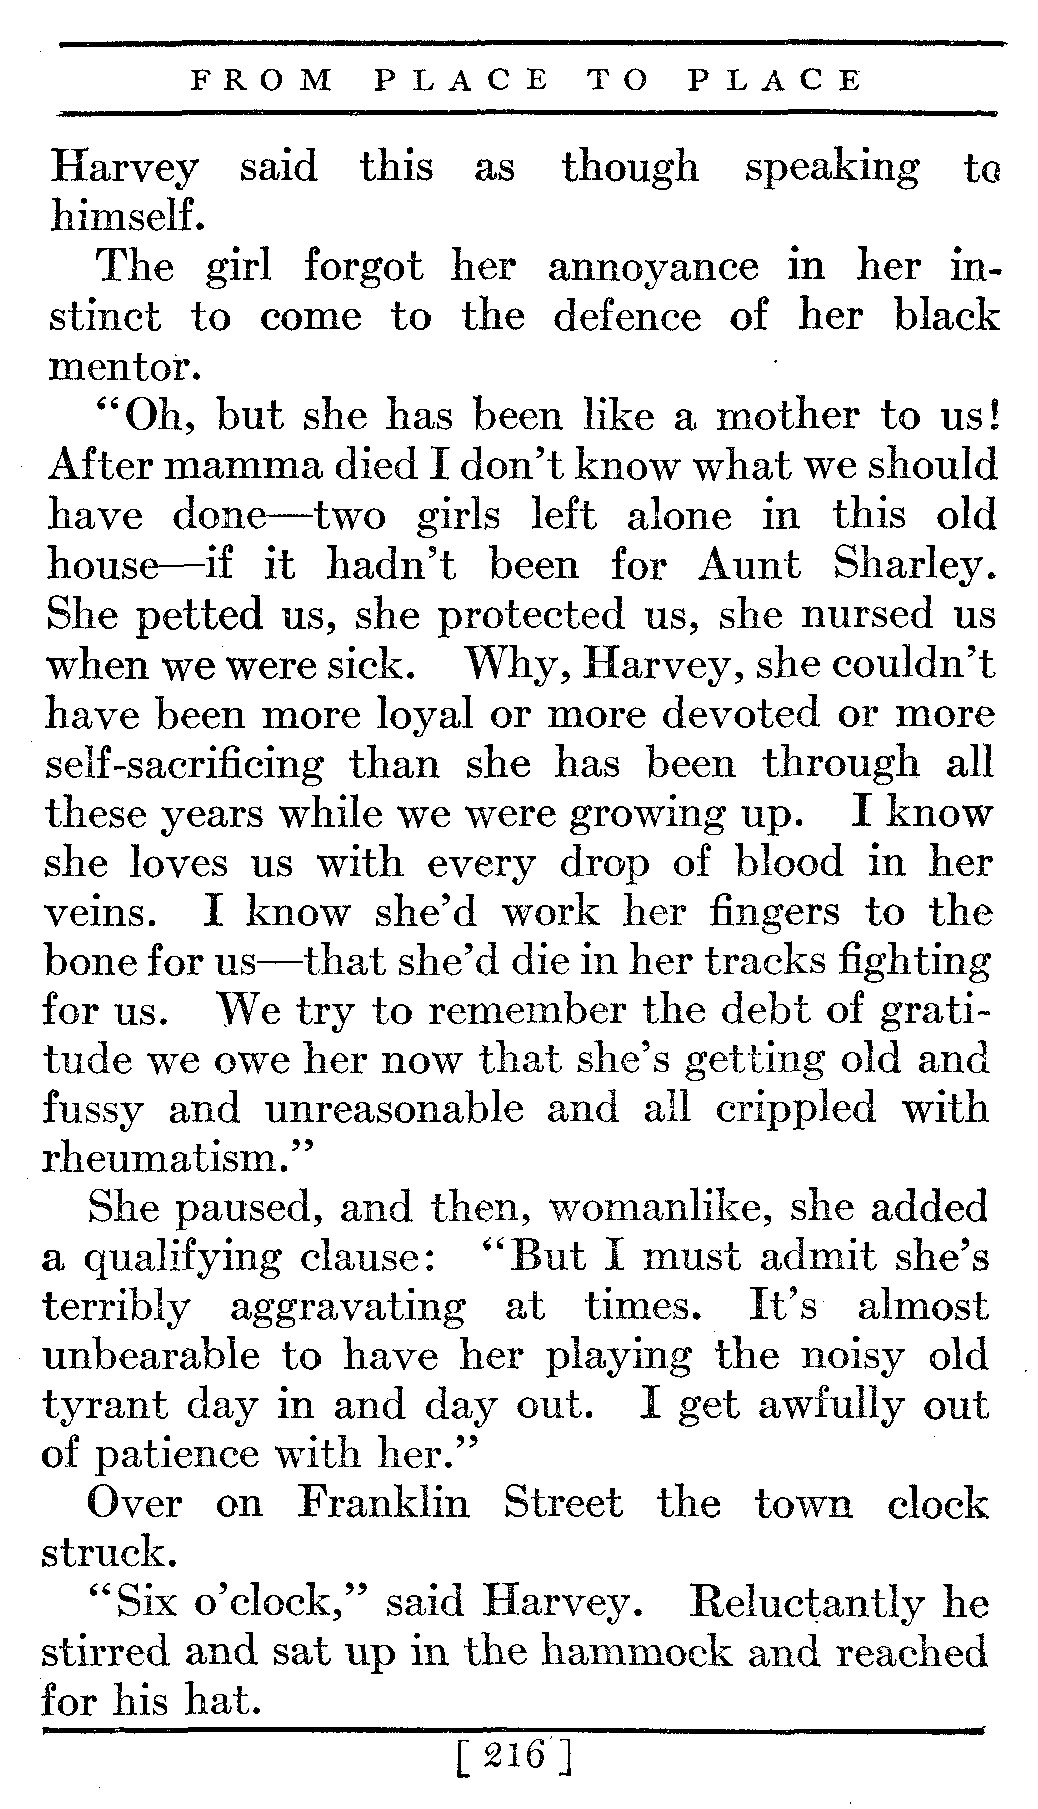 FROM PLACE TO PLACE
Harvey said this as though speaking to
himself.
The girl forgot her annoyance in her in-
stinct to come to the defence of her black
mentor.
“Oh, but she has been like a mother to us!
After mamma died I don’t know what we should
have done—two girls left alone in this old
house—if it hadn’t been for Aunt Sharley.
She petted us, she protected us, she nursed us
when we were sick. Why, Harvey, she couldn’t
have been more loyal or more devoted or more
self-sacrificing than she has been through all
these years while we were growing up. I know
she loves us with every drop of blood in her
veins. I know she’d work her fingers to the
bone for us—that she’d die in her tracks fighting
for us. We try to remember the debt of grati-
tude we owe her now that she’s getting old and
fussy and unreasonable and all crippled with
rheumatism.”
She paused, and then, womanlike, she added
a qualifying clause: “But I must admit she’s
terribly aggravating at times. It’s almost
unbearable to have her playing the noisy old
tyrant day in and day out. I get awfully out
of patience with her.”
Over on Franklin Street the town clock
struck.
“Six o’clock,” said Harvey. Reluctantly he
stirred and sat up in the hammock and reached
for his hat.
[ 216 ]